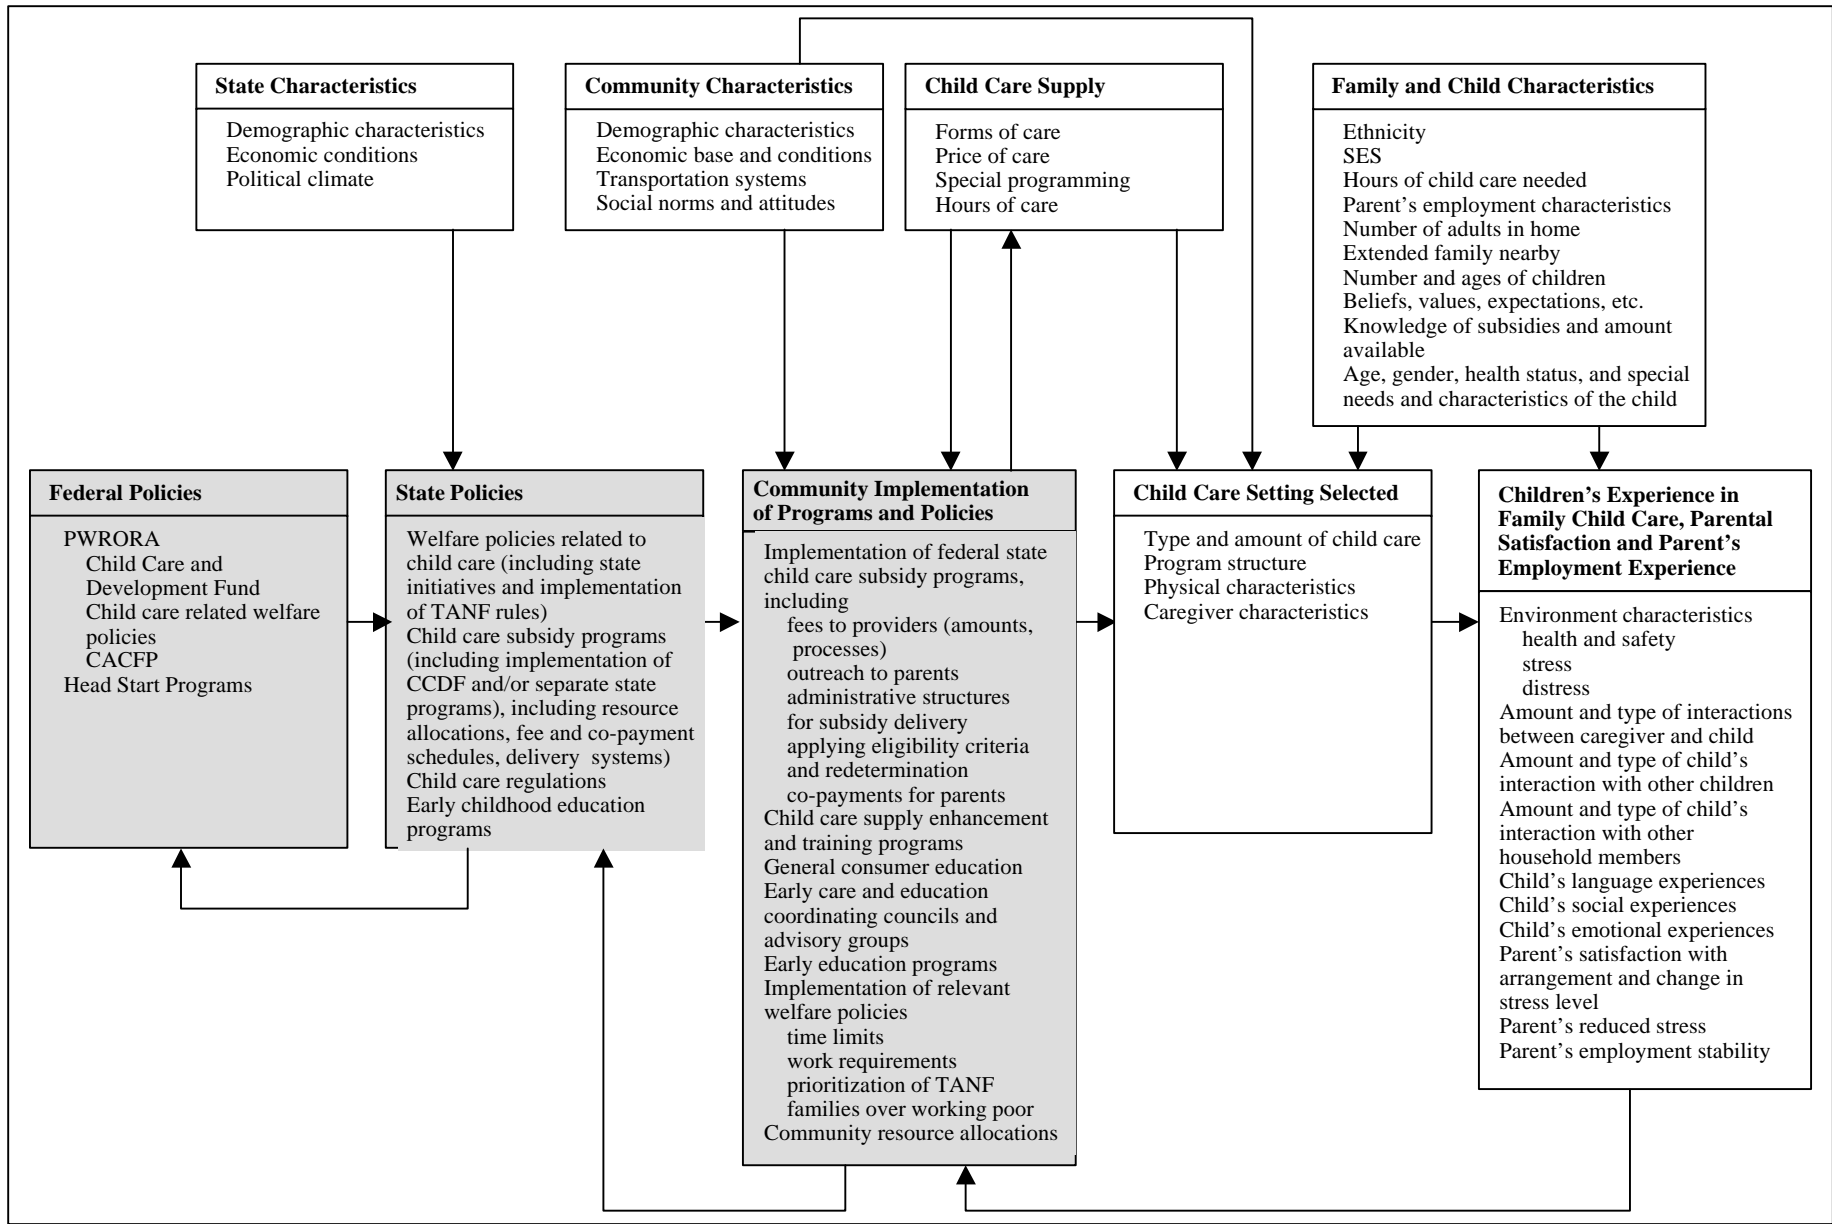 State Characteristics
Demographic characteristics
Economic conditions
Political climate
Community Characteristics
Demographic characteristics
Economic base and conditions
Transportation systems
Social norms and attitudes
Child Care Supply
Forms of care
Price of care
Special programming
Hours of care
Family and Child Characteristics
Ethnicity
SES
Hours of child care needed
Parent’s employment characteristics
Number of adults in home
Extended family nearby
Number and ages of children
Beliefs, values, expectations, etc.
Knowledge of subsidies and amount
available
Age, gender, health status, and special
needs and characteristics of the child
Federal Policies
PWRORA
Child Care and
Development Fund
Child care related welfare
policies
CACFP
Head Start Programs
State Policies
Welfare policies related to
child care (including state
initiatives and implementation
of TANF rules)
Child care subsidy programs
(including implementation of
CCDF and/or separate state
programs), including resource
allocations, fee and co-payment
schedules, delivery systems)
Child care regulations
Early childhood education
programs
Community Implementation
of Programs and Policies
Implementation of federal state
child care subsidy programs,
including
fees to providers (amounts,
processes)
outreach to parents
administrative structures
for subsidy delivery
applying eligibility criteria
and redetermination
co-payments for parents
Child care supply enhancement
and training programs
General consumer education
Early care and education
coordinating councils and
advisory groups
Early education programs
Implementation of relevant
welfare policies
time limits
work requirements
prioritization of TANF
families over working poor
Community resource allocations
Child Care Setting Selected
Type and amount of child care
Program structure
Physical characteristics
Caregiver characteristics
Children’s Experience in
Family Child Care, Parental
Satisfaction and Parent’s
Employment Experience
Environment characteristics
health and safety
stress
distress
Amount and type of interactions
between caregiver and child
Amount and type of child’s
interaction with other children
Amount and type of child’s
interaction with other
household members
Child’s language experiences
Child’s social experiences
Child’s emotional experiences
Parent’s satisfaction with
arrangement and change in
stress level
Parent’s reduced stress
Parent’s employment stability